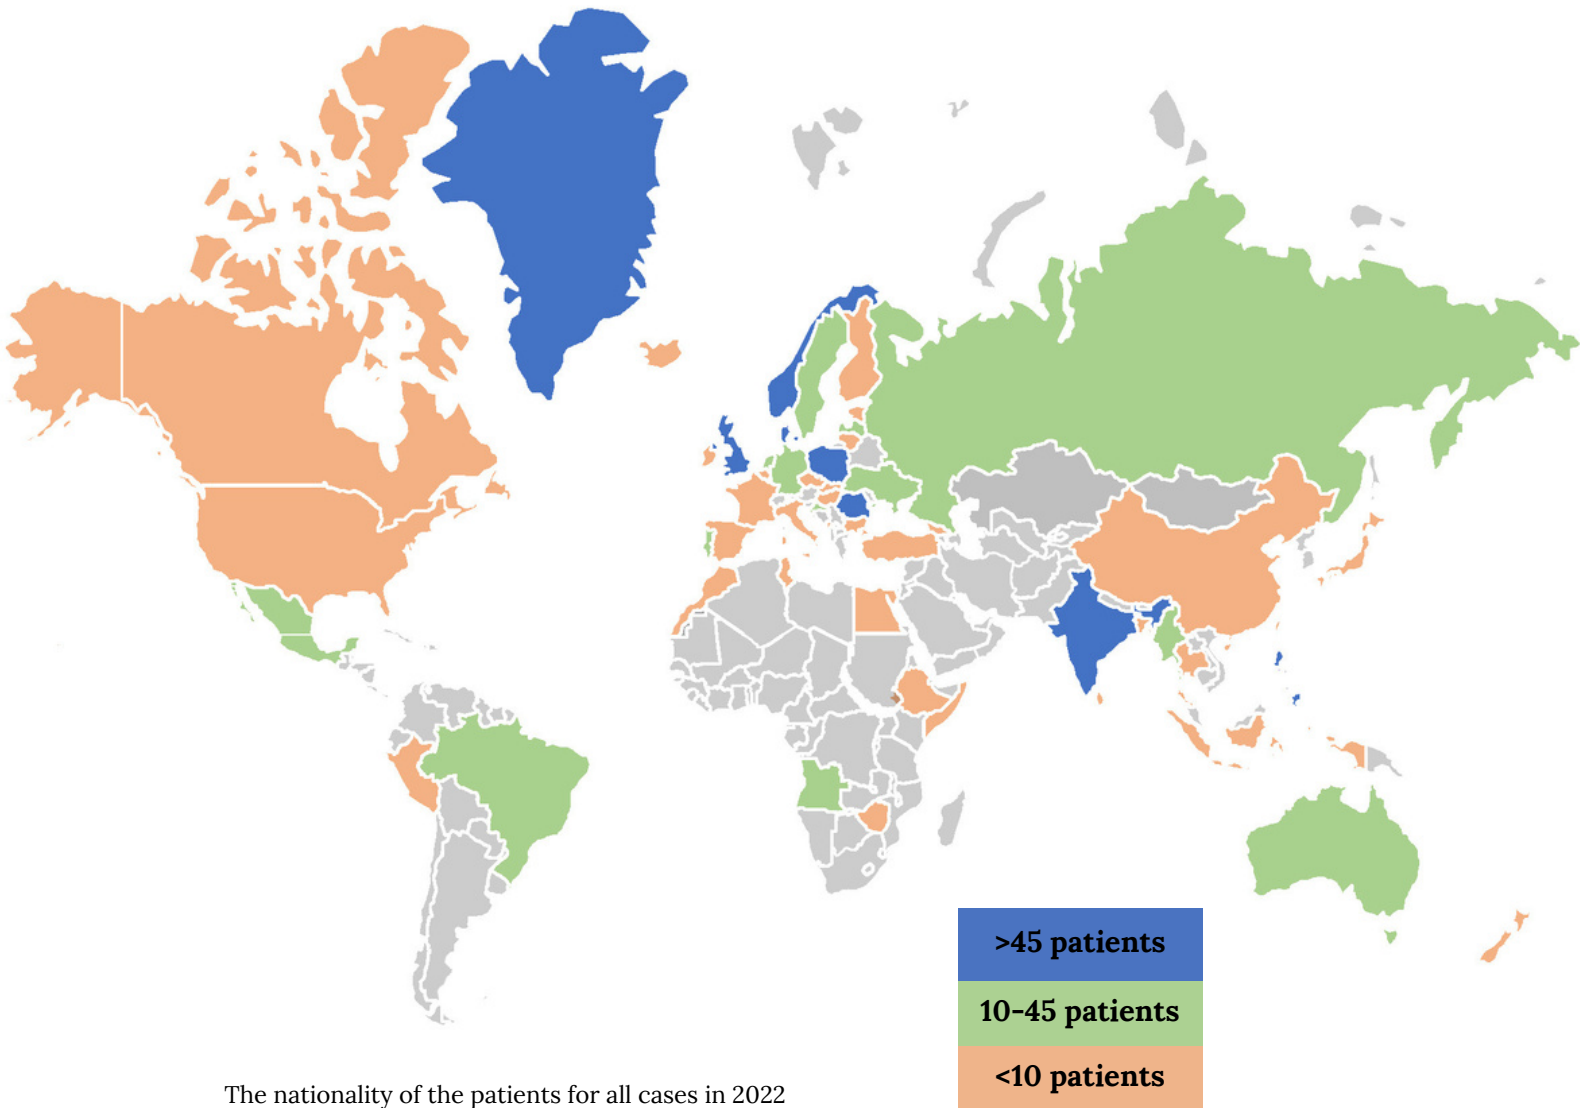 >45 patients
10-45 patients
<10 patients
The nationality of the patients for all cases in 2022